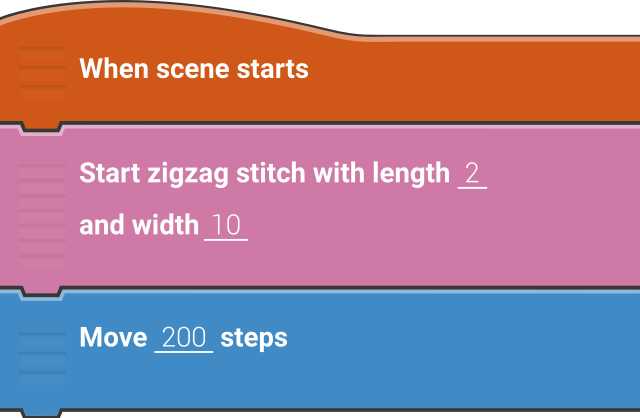 When scene starts
Start zigzag stitch with length 2
and width 10
Move 200 steps